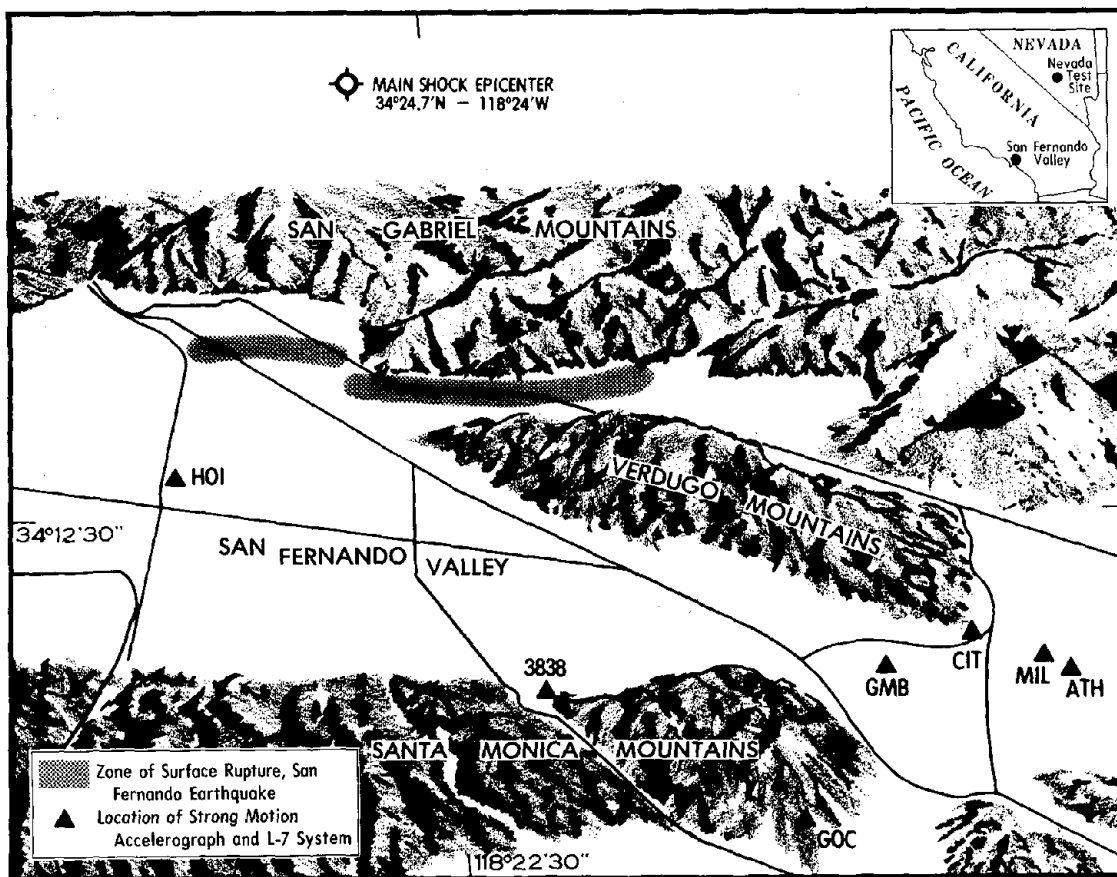 MAIN SHOCK EPICENTER
34°24.7'N – 118°24'W
CALIFORNIA
NEVADA
Nevada
Test
Site
PACIFIC OCEAN
San Fernando
Valley
SAN GABRIEL MOUNTAINS
VERDUGO MOUNTAINS
HOI
34°12'30"
SAN FERNANDO VALLEY
CIT
MIL
ATH
GMB
3838
SANTA MONICA MOUNTAINS
GOC
Zone of Surface Rupture, San
Fernando Earthquake
Location of Strong Motion
Accelerograph and L-7 System
118°22'30"